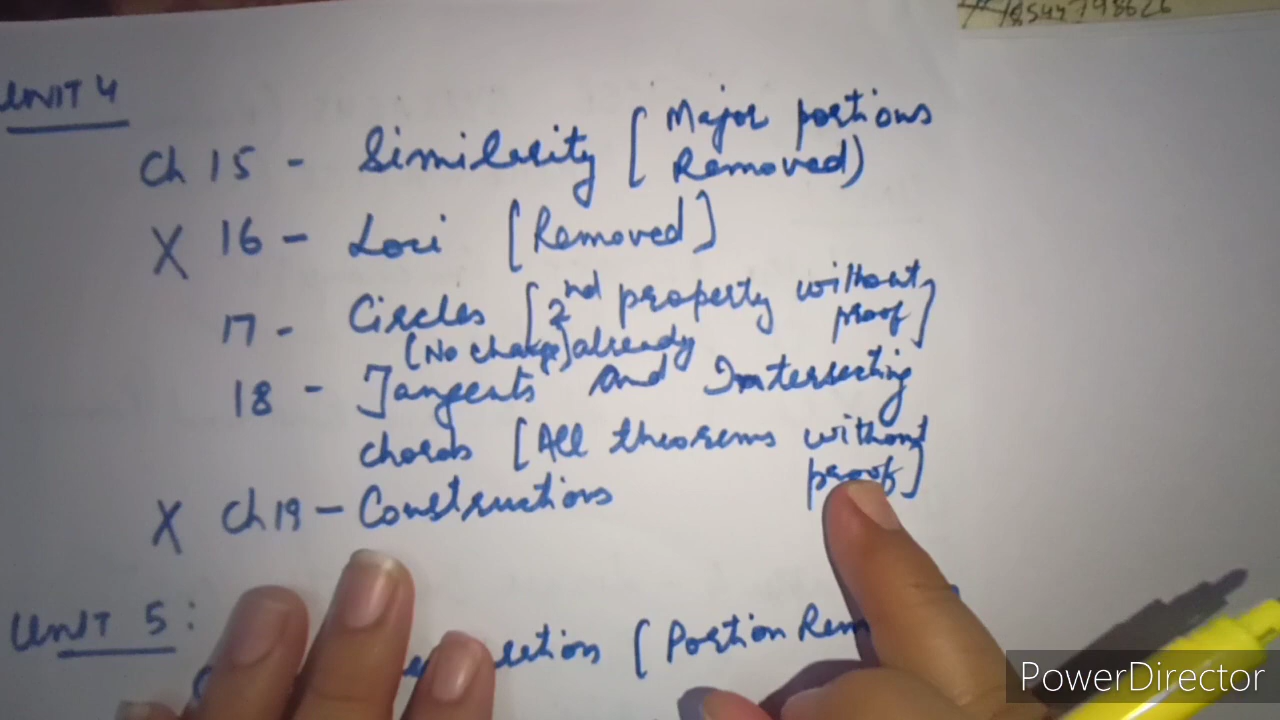 UNIT 4
Ch 15 - Similarity [Major portions
Removed)
X 16 - Loci [Removed]
17 - Circles [2nd property without
proof]
(No change) already
18 - Tangents and Intersecting
chords [All theorems without
proof]
X Ch 19 - Constructions
UNIT 5:
(Portion Rem
PowerDirector